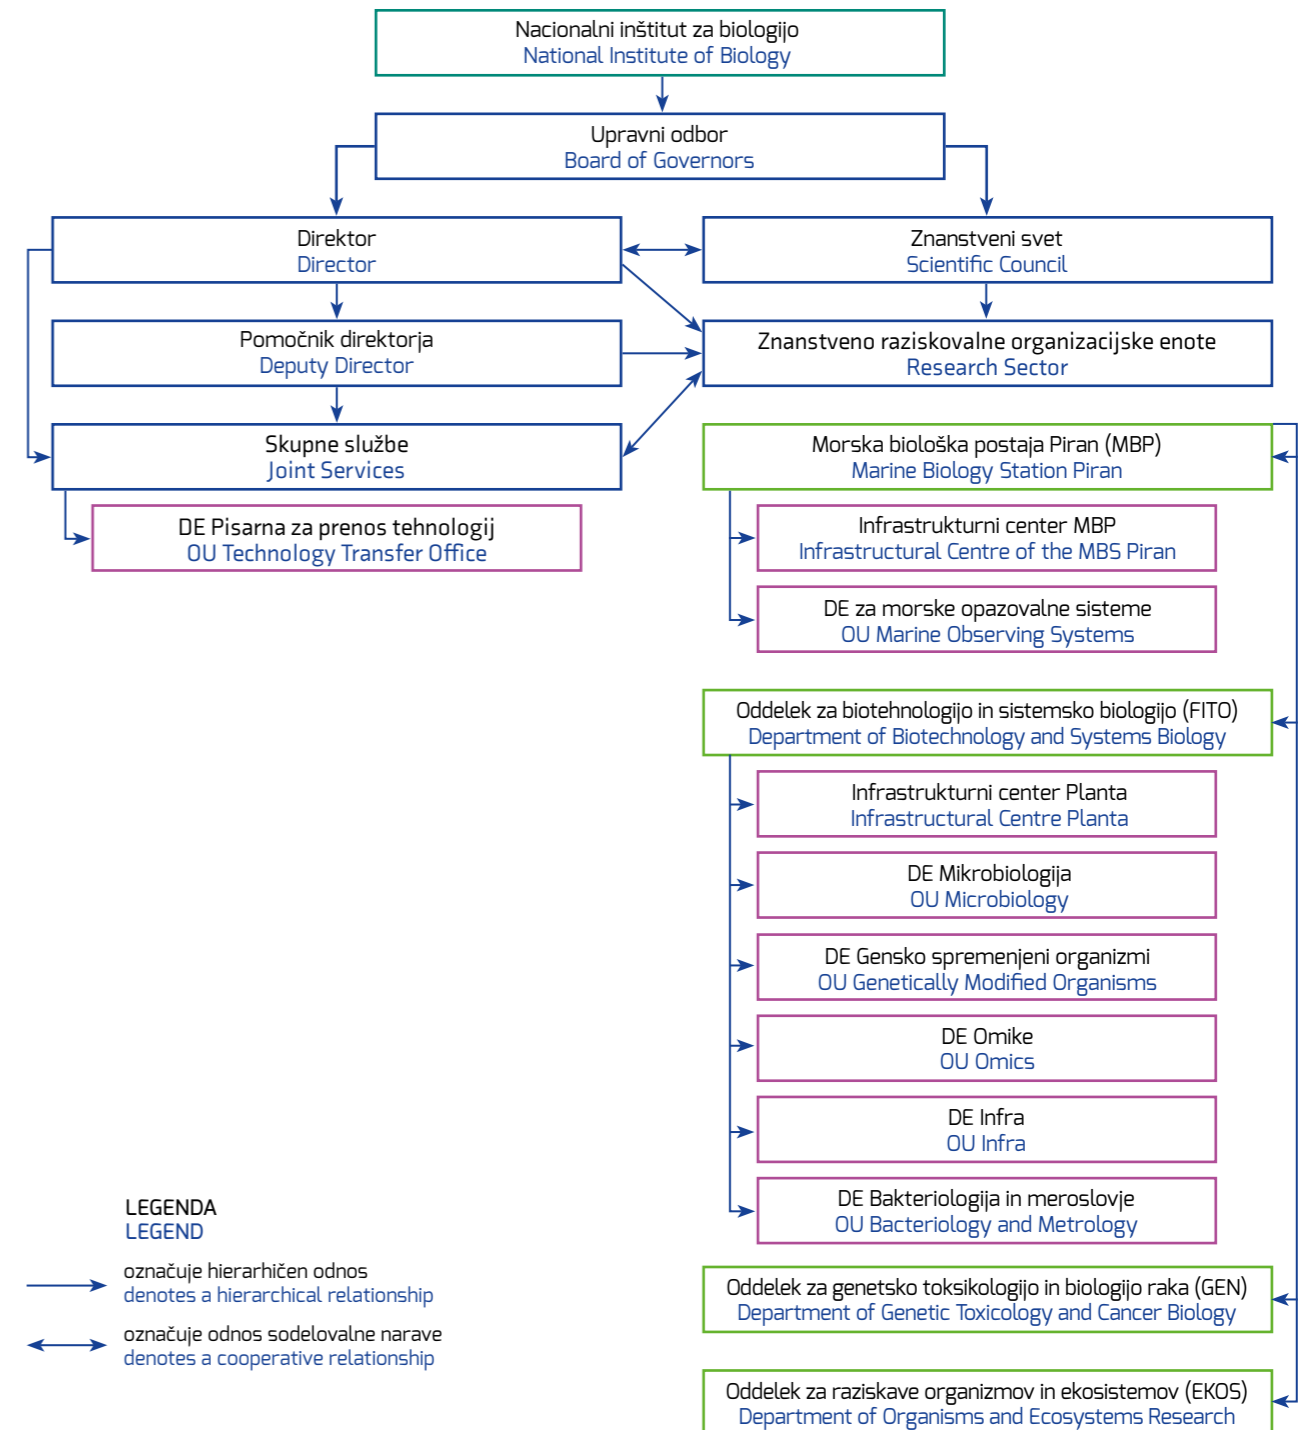 Nacionalni inštitut za biologijo
National Institute of Biology
Upravni odbor
Board of Governors
Direktor
Director
Znanstveni svet
Scientific Council
Pomočnik direktorja
Deputy Director
Znanstveno raziskovalne organizacijske enote
Research Sector
Skupne službe
Joint Services
DE Pisarna za prenos tehnologij
OU Technology Transfer Office
Morska biološka postaja Piran (MBP)
Marine Biology Station Piran
Infrastrukturni center MBP
Infrastructural Centre of the MBS Piran
DE za morske opazovalne sisteme
OU Marine Observing Systems
Oddelek za biotehnologijo in sistemsko biologijo (FITO)
Department of Biotechnology and Systems Biology
Infrastrukturni center Planta
Infrastructural Centre Planta
DE Mikrobiologija
OU Microbiology
DE Gensko spremenjeni organizmi
OU Genetically Modified Organisms
DE Omike
OU Omics
DE Infra
OU Infra
DE Bakteriologija in meroslovje
OU Bacteriology and Metrology
Oddelek za genetsko toksikologijo in biologijo raka (GEN)
Department of Genetic Toxicology and Cancer Biology
Oddelek za raziskave organizmov in ekosistemov (EKOS)
Department of Organisms and Ecosystems Research
LEGENDA
LEGEND
označuje hierarhičen odnos
denotes a hierarchical relationship
označuje odnos sodelovalne narave
denotes a cooperative relationship